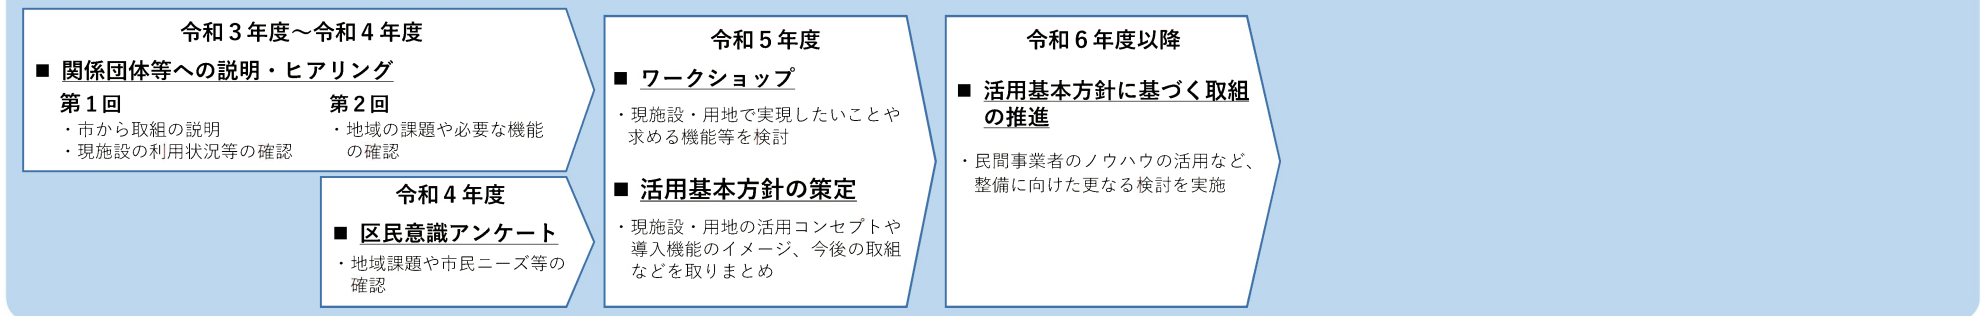 令和３年度～令和４年度
■ 関係団体等への説明・ヒアリング
第１回
・市から取組の説明
・現施設の利用状況等の確認
第２回
・地域の課題や必要な機能
の確認
令和４年度
■ 区民意識アンケート
・地域課題や市民ニーズ等の
確認
令和５年度
■ ワークショップ
・現施設・用地で実現したいことや
求める機能等を検討
■ 活用基本方針の策定
・現施設・用地の活用コンセプトや
導入機能のイメージ、今後の取組
などを取りまとめ
令和６年度以降
■ 活用基本方針に基づく取組
の推進
・民間事業者のノウハウの活用など、
整備に向けた更なる検討を実施